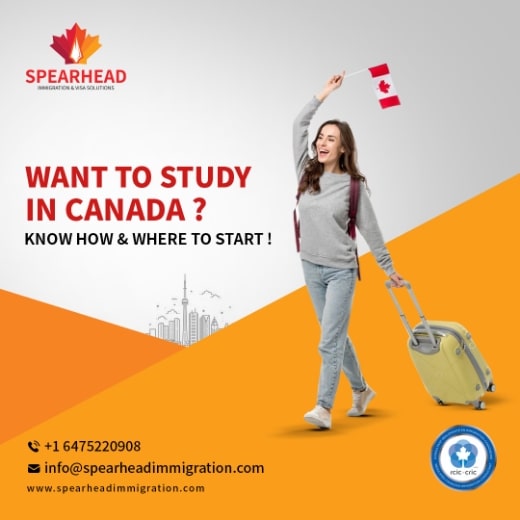 SPEARHEAD
IMMIGRATION & VISA SOLUTIONS
WANT TO STUDY
IN CANADA ?
KNOW HOW & WHERE TO START !
+1 6475220908
info@spearheadimmigration.com
www.spearheadimmigration.com
rcic · cric